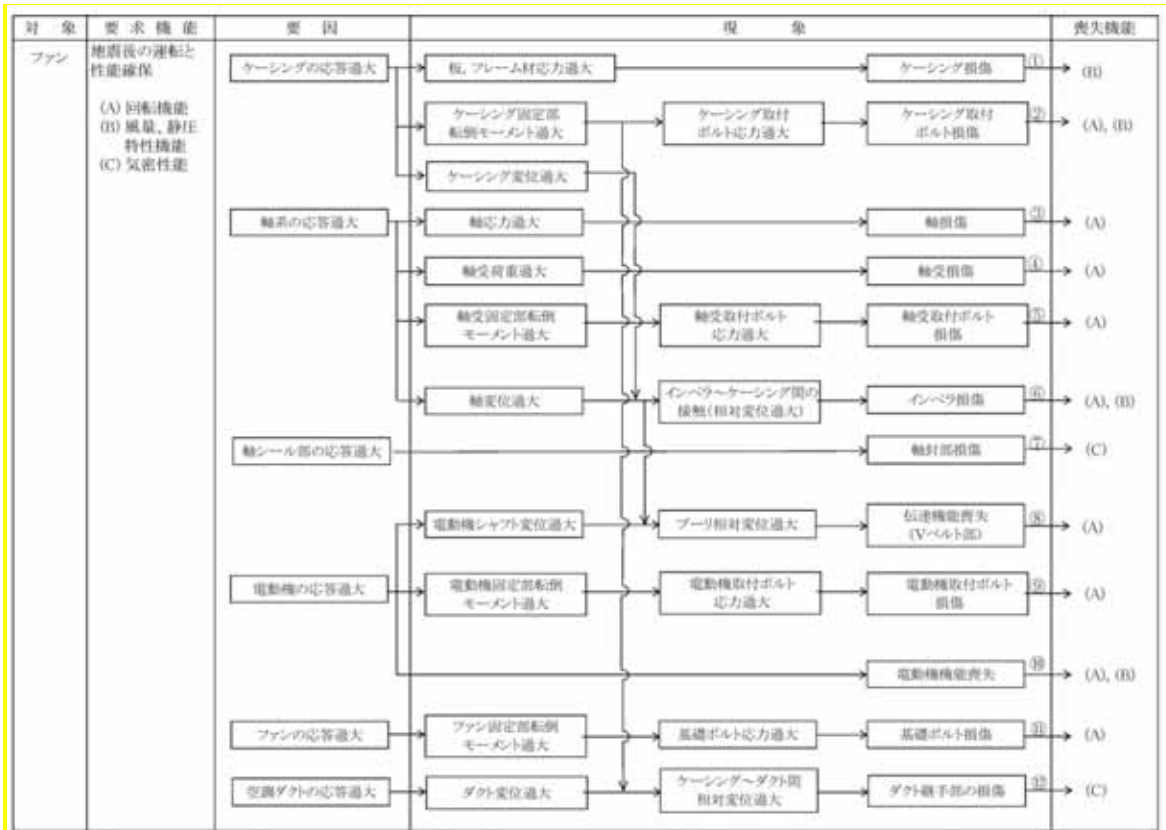 対 象
要 求 機 能
要 因
現 象
喪失機能
ファン
地震後の運転と
性能確保
(A) 回転機能
(B) 風量、静圧
特性機能
(C) 気密性能
ケーシングの応答過大
板, フレーム材応力過大
ケーシング損傷
①
(B)
ケーシング固定部
転倒モーメント過大
ケーシング取付
ボルト応力過大
ケーシング取付
ボルト損傷
②
(A), (B)
ケーシング変位過大
軸系の応答過大
軸応力過大
軸損傷
③
(A)
軸受荷重過大
軸受損傷
④
(A)
軸受固定部転倒
モーメント過大
軸受取付ボルト
応力過大
軸受取付ボルト
損傷
⑤
(A)
軸変位過大
インペラ～ケーシング間の
接触(相対変位過大)
インペラ損傷
⑥
(A), (B)
軸シール部の応答過大
軸封部損傷
⑦
(C)
電動機シャフト変位過大
プーリ相対変位過大
伝達機能喪失
(Vベルト部)
⑧
(A)
電動機の応答過大
電動機固定部転倒
モーメント過大
電動機取付ボルト
応力過大
電動機取付ボルト
損傷
⑨
(A)
電動機機能喪失
⑩
(A), (B)
ファンの応答過大
ファン固定部転倒
モーメント過大
基礎ボルト応力過大
基礎ボルト損傷
⑪
(A)
空調ダクトの応答過大
ダクト変位過大
ケーシング～ダクト間
相対変位過大
ダクト継手部の損傷
⑫
(C)